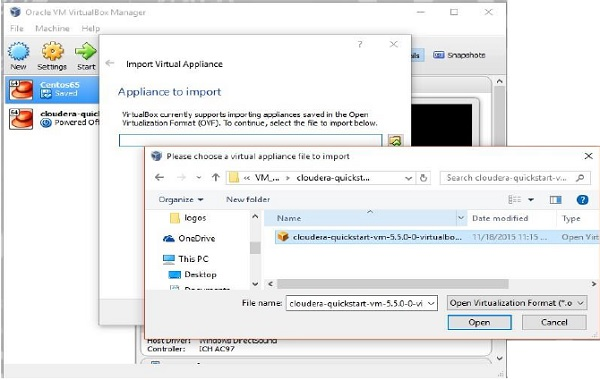 Oracle VM VirtualBox Manager
File Machine Help
New Settings Start
Snapshots
Centos65
Saved
cloudera-quic
Powered Off
?
Import Virtual Appliance
Appliance to import
VirtualBox currently supports importing appliances saved in the Open
Virtualization Format (OVF). To continue, select the file to import below.
Please choose a virtual appliance file to import
« VM_... › cloudera-quickst...
Search cloudera-quickstart-v...
Organize New folder
Name Date modified Type
logos
cloudera-quickstart-vm-5.5.0-0-virtualbo... 11/18/2015 11:15 ... Open Virt
OneDrive
This PC
Desktop
Documents
File name: cloudera-quickstart-vm-5.5.0-0-vi
Open Virtualization Format (*.o
Open Cancel
Host Driver: Windows DirectSound
Controller: ICH AC97